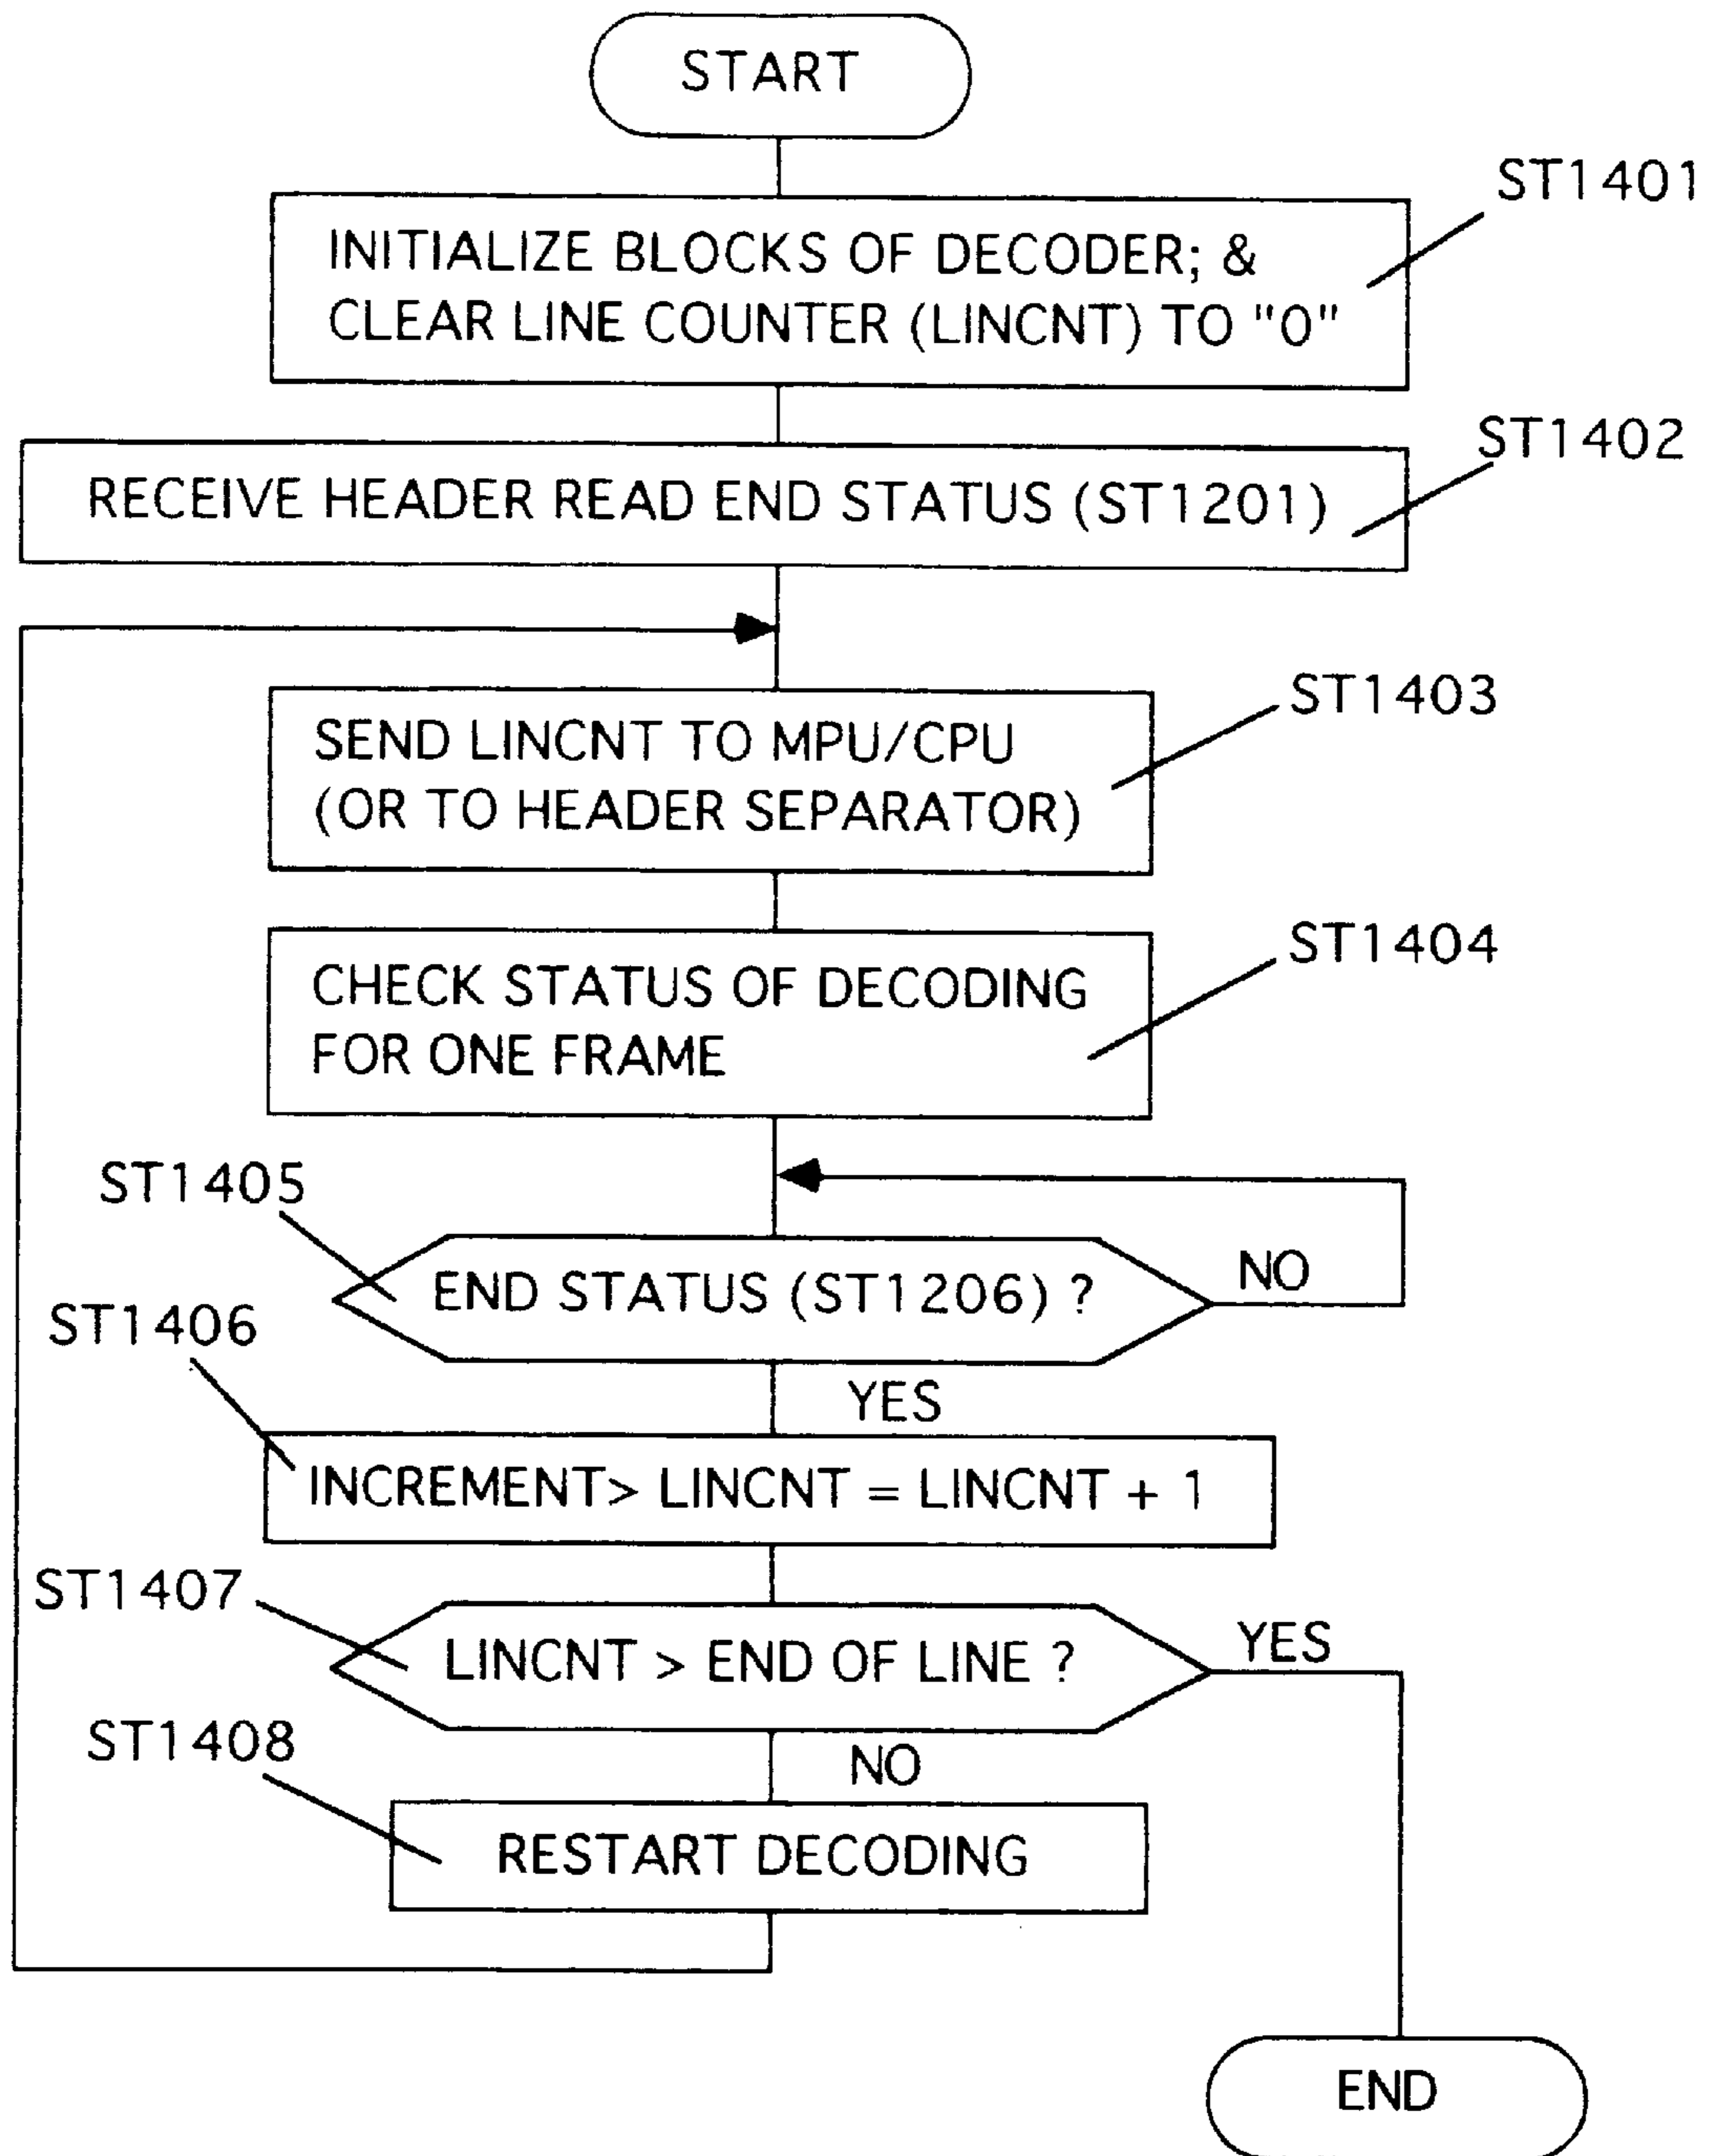 START
ST1401
INITIALIZE BLOCKS OF DECODER; &
CLEAR LINE COUNTER (LINCNT) TO "0"
ST1402
RECEIVE HEADER READ END STATUS (ST1201)
ST1403
SEND LINCNT TO MPU/CPU
(OR TO HEADER SEPARATOR)
ST1404
CHECK STATUS OF DECODING
FOR ONE FRAME
ST1405
END STATUS (ST1206) ?
NO
ST1406
YES
INCREMENT> LINCNT = LINCNT + 1
ST1407
LINCNT > END OF LINE ?
YES
ST1408
NO
RESTART DECODING
END